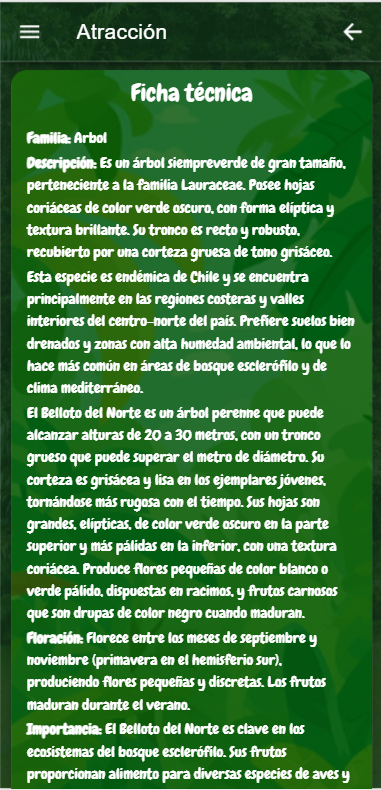 Atracción
Ficha técnica
Familia: Arbol
Descripción: Es un árbol siempreverde de gran tamaño,
perteneciente a la familia Lauraceae. Posee hojas
coriáceas de color verde oscuro, con forma elíptica y
textura brillante. Su tronco es recto y robusto,
recubierto por una corteza gruesa de tono grisáceo.
Esta especie es endémica de Chile y se encuentra
principalmente en las regiones costeras y valles
interiores del centro-norte del país. Prefiere suelos bien
drenados y zonas con alta humedad ambiental, lo que lo
hace más común en áreas de bosque esclerófilo y de
clima mediterráneo.
El Belloto del Norte es un árbol perenne que puede
alcanzar alturas de 20 a 30 metros, con un tronco
grueso que puede superar el metro de diámetro. Su
corteza es grisácea y lisa en los ejemplares jóvenes,
tornándose más rugosa con el tiempo. Sus hojas son
grandes, elípticas, de color verde oscuro en la parte
superior y más pálidas en la inferior, con una textura
coriácea. Produce flores pequeñas de color blanco o
verde pálido, dispuestas en racimos, y frutos carnosos
que son drupas de color negro cuando maduran.
Floración: Florece entre los meses de septiembre y
noviembre (primavera en el hemisferio sur),
produciendo flores pequeñas y discretas. Los frutos
maduran durante el verano.
Importancia: El Belloto del Norte es clave en los
ecosistemas del bosque esclerófilo. Sus frutos
proporcionan alimento para diversas especies de aves y